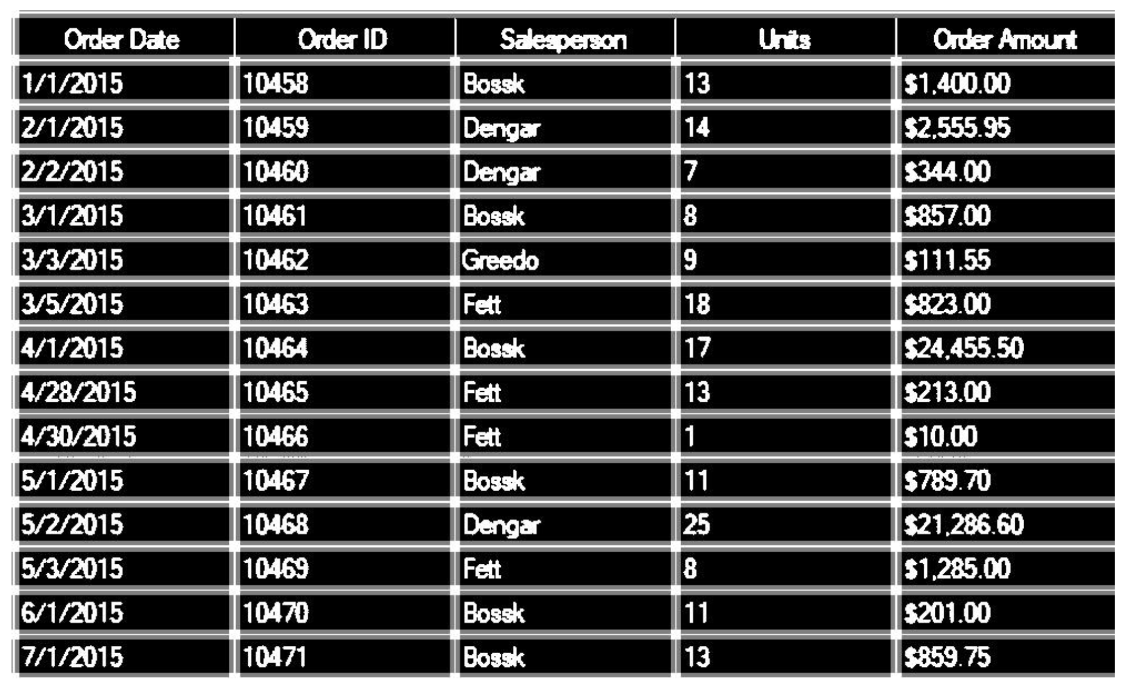 Order Date Order ID Salesperson Units Order Amount
1/1/2015 10458 Bossk 13 $1,400.00
2/1/2015 10459 Dengar 14 $2,555.95
2/2/2015 10460 Dengar 7 $344.00
3/1/2015 10461 Bossk 8 $857.00
3/3/2015 10462 Greedo 9 $111.55
3/5/2015 10463 Fett 18 $823.00
4/1/2015 10464 Bossk 17 $24,455.50
4/28/2015 10465 Fett 13 $213.00
4/30/2015 10466 Fett 1 $10.00
5/1/2015 10467 Bossk 11 $789.70
5/2/2015 10468 Dengar 25 $21,286.60
5/3/2015 10469 Fett 8 $1,285.00
6/1/2015 10470 Bossk 11 $201.00
7/1/2015 10471 Bossk 13 $859.75